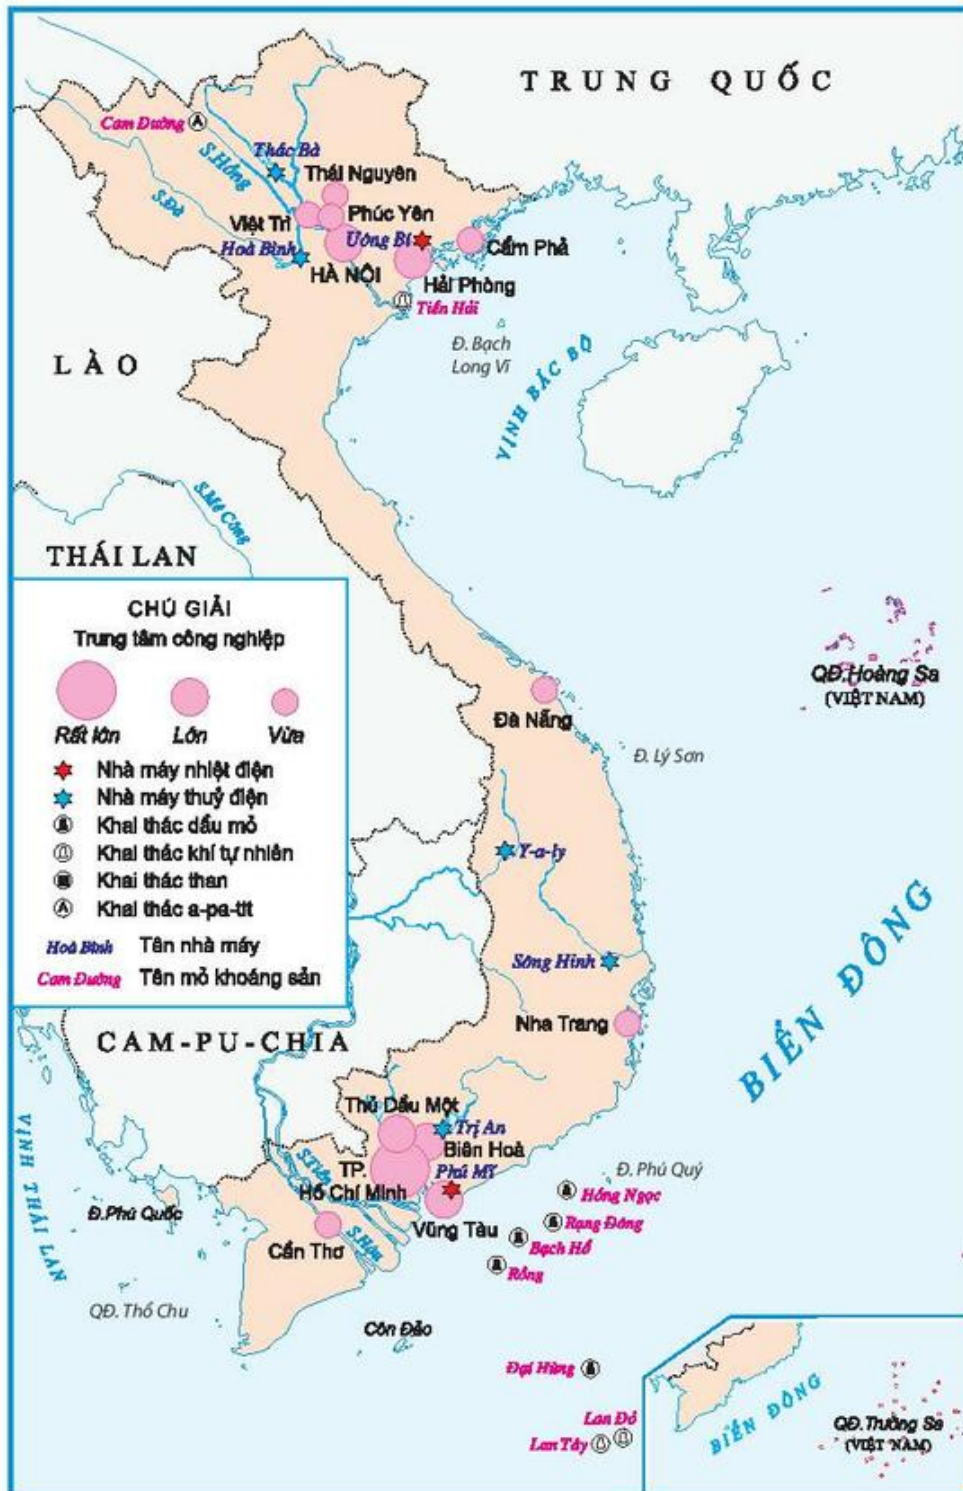 TRUNG QUỐC
Cam Đường
Thác Bà
S.Hồng
Thái Nguyên
S.Đà
Việt Trì
Phúc Yên
Hoà Bình
Uông Bí
Cẩm Phả
HÀ NỘI
Hải Phòng
Tiền Hải
LÀO
Đ. Bạch
Long Vĩ
VỊNH BẮC BỘ
S.Mê Công
THÁI LAN
CHÚ GIẢI
Trung tâm công nghiệp
Rất lớn
Lớn
Vừa
Nhà máy nhiệt điện
Nhà máy thuỷ điện
Khai thác dầu mỏ
Khai thác khí tự nhiên
Khai thác than
A Khai thác a-pa-tit
Hoà Bình Tên nhà máy
Cam Đường Tên mỏ khoáng sản
QĐ.Hoàng Sa
(VIỆT NAM)
Đà Nẵng
Đ. Lý Sơn
Y-a-ly
Sông Hinh
BIỂN ĐÔNG
Nha Trang
CAM-PU-CHIA
VỊNH THÁI LAN
Thủ Dầu Một
Trị An
Biên Hoà
TP.
Hồ Chí Minh
Phú Mĩ
S.Tiền
S.Hậu
Đ. Phú Quý
Hồng Ngọc
Rạng Đông
Bạch Hổ
Rồng
Vũng Tàu
Đ.Phú Quốc
Cần Thơ
QĐ. Thổ Chu
Côn Đảo
Đại Hùng
Lan Đỏ
Lan Tây
BIỂN ĐÔNG
QĐ.Trường Sa
(VIỆT NAM)